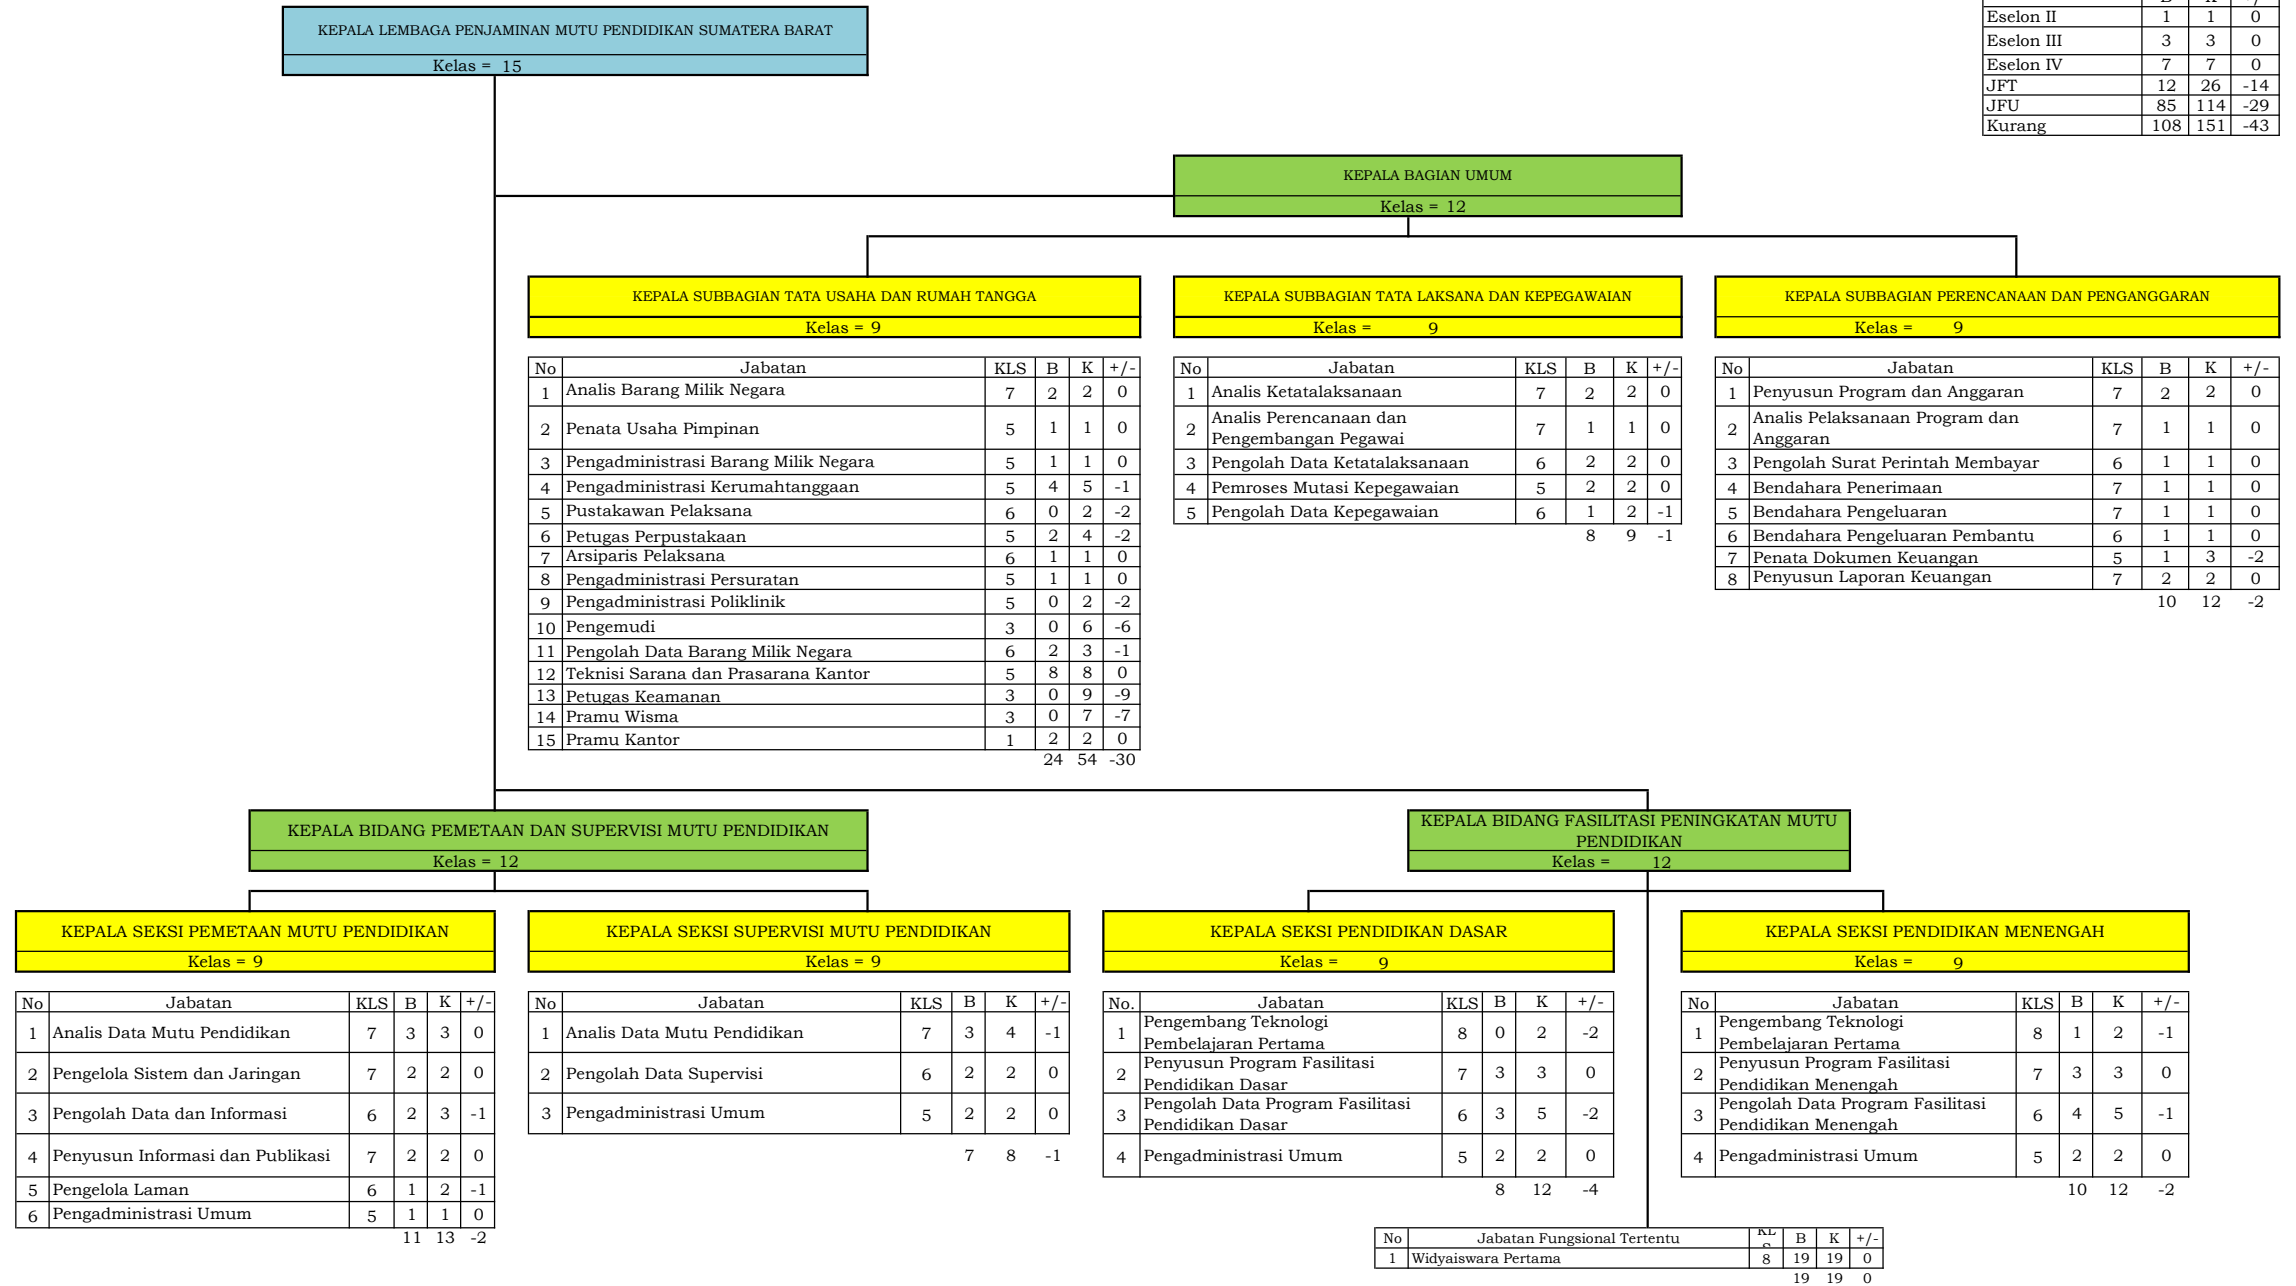 B K +/-
Eselon II 1 1 0
Eselon III 3 3 0
Eselon IV 7 7 0
JFT 12 26 -14
JFU 85 114 -29
Kurang 108 151 -43
KEPALA LEMBAGA PENJAMINAN MUTU PENDIDIKAN SUMATERA BARAT
Kelas = 15
KEPALA BAGIAN UMUM
Kelas = 12
KEPALA SUBBAGIAN TATA USAHA DAN RUMAH TANGGA
Kelas = 9
No Jabatan KLS B K +/-
1 Analis Barang Milik Negara 7 2 2 0
2 Penata Usaha Pimpinan 5 1 1 0
3 Pengadministrasi Barang Milik Negara 5 1 1 0
4 Pengadministrasi Kerumahtanggaan 5 4 5 -1
5 Pustakawan Pelaksana 6 0 2 -2
6 Petugas Perpustakaan 5 2 4 -2
7 Arsiparis Pelaksana 6 1 1 0
8 Pengadministrasi Persuratan 5 1 1 0
9 Pengadministrasi Poliklinik 5 0 2 -2
10 Pengemudi 3 0 6 -6
11 Pengolah Data Barang Milik Negara 6 2 3 -1
12 Teknisi Sarana dan Prasarana Kantor 5 8 8 0
13 Petugas Keamanan 3 0 9 -9
14 Pramu Wisma 3 0 7 -7
15 Pramu Kantor 1 2 2 0
24 54 -30
KEPALA SUBBAGIAN TATA LAKSANA DAN KEPEGAWAIAN
Kelas = 9
No Jabatan KLS B K +/-
1 Analis Ketatalaksanaan 7 2 2 0
2 Analis Perencanaan dan
Pengembangan Pegawai 7 1 1 0
3 Pengolah Data Ketatalaksanaan 6 2 2 0
4 Pemroses Mutasi Kepegawaian 5 2 2 0
5 Pengolah Data Kepegawaian 6 1 2 -1
8 9 -1
KEPALA SUBBAGIAN PERENCANAAN DAN PENGANGGARAN
Kelas = 9
No Jabatan KLS B K +/-
1 Penyusun Program dan Anggaran 7 2 2 0
2 Analis Pelaksanaan Program dan
Anggaran 7 1 1 0
3 Pengolah Surat Perintah Membayar 6 1 1 0
4 Bendahara Penerimaan 7 1 1 0
5 Bendahara Pengeluaran 7 1 1 0
6 Bendahara Pengeluaran Pembantu 6 1 1 0
7 Penata Dokumen Keuangan 5 1 3 -2
8 Penyusun Laporan Keuangan 7 2 2 0
10 12 -2
KEPALA BIDANG PEMETAAN DAN SUPERVISI MUTU PENDIDIKAN
Kelas = 12
KEPALA BIDANG FASILITASI PENINGKATAN MUTU
PENDIDIKAN
Kelas = 12
KEPALA SEKSI PEMETAAN MUTU PENDIDIKAN
Kelas = 9
No Jabatan KLS B K +/-
1 Analis Data Mutu Pendidikan 7 3 3 0
2 Pengelola Sistem dan Jaringan 7 2 2 0
3 Pengolah Data dan Informasi 6 2 3 -1
4 Penyusun Informasi dan Publikasi 7 2 2 0
5 Pengelola Laman 6 1 2 -1
6 Pengadministrasi Umum 5 1 1 0
11 13 -2
KEPALA SEKSI SUPERVISI MUTU PENDIDIKAN
Kelas = 9
No Jabatan KLS B K +/-
1 Analis Data Mutu Pendidikan 7 3 4 -1
2 Pengolah Data Supervisi 6 2 2 0
3 Pengadministrasi Umum 5 2 2 0
7 8 -1
KEPALA SEKSI PENDIDIKAN DASAR
Kelas = 9
No. Jabatan KLS B K +/-
1 Pengembang Teknologi
Pembelajaran Pertama 8 0 2 -2
2 Penyusun Program Fasilitasi
Pendidikan Dasar 7 3 3 0
3 Pengolah Data Program Fasilitasi
Pendidikan Dasar 6 3 5 -2
4 Pengadministrasi Umum 5 2 2 0
8 12 -4
KEPALA SEKSI PENDIDIKAN MENENGAH
Kelas = 9
No Jabatan KLS B K +/-
1 Pengembang Teknologi
Pembelajaran Pertama 8 1 2 -1
2 Penyusun Program Fasilitasi
Pendidikan Menengah 7 3 3 0
3 Pengolah Data Program Fasilitasi
Pendidikan Menengah 6 4 5 -1
4 Pengadministrasi Umum 5 2 2 0
10 12 -2
No Jabatan Fungsional Tertentu B K +/-
1 Widyaiswara Pertama 8 19 19 0
19 19 0